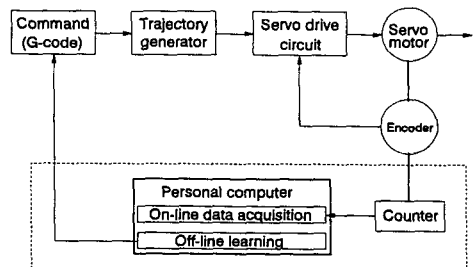 Command
(G-code)
Trajectory
generator
Servo drive
circuit
Servo
motor
Encoder
Personal computer
On-line data acquisition
Off-line learning
Counter